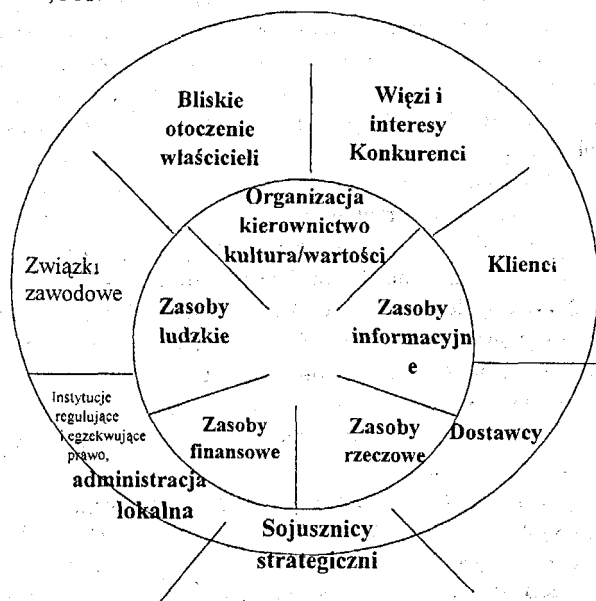 Bliskie
otoczenie
właścicieli
Więzi i
interesy
Konkurenci
Organizacja
kierownictwo
kultura/wartości
Związki
zawodowe
Klienci
Zasoby
ludzkie
Zasoby
informacyjn
e
Instytucje
regulujące
i egzekwujące
prawo,
administracja
lokalna
Zasoby
finansowe
Zasoby
rzeczowe
Dostawcy
Sojusznicy
strategiczni